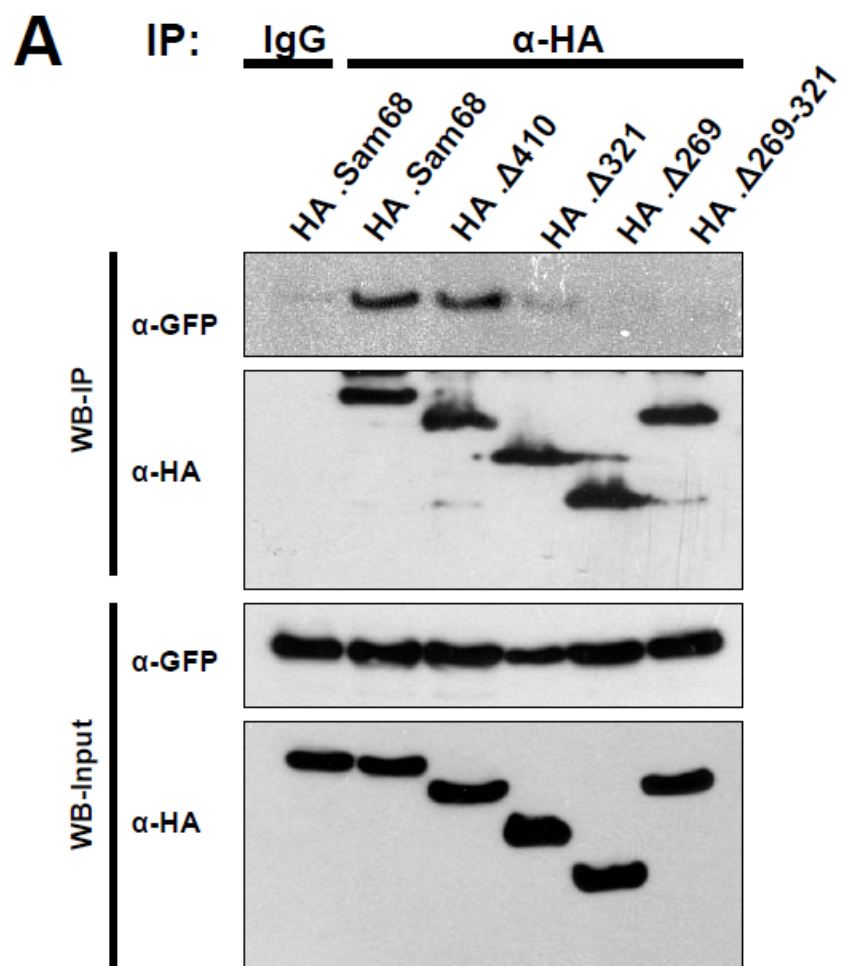 A
IP: IgG α-HA
HA .Sam68
HA .Sam68
HA .Δ410
HA .Δ321
HA .Δ269
HA .Δ269-321
WB-IP
α-GFP
α-HA
WB-Input
α-GFP
α-HA